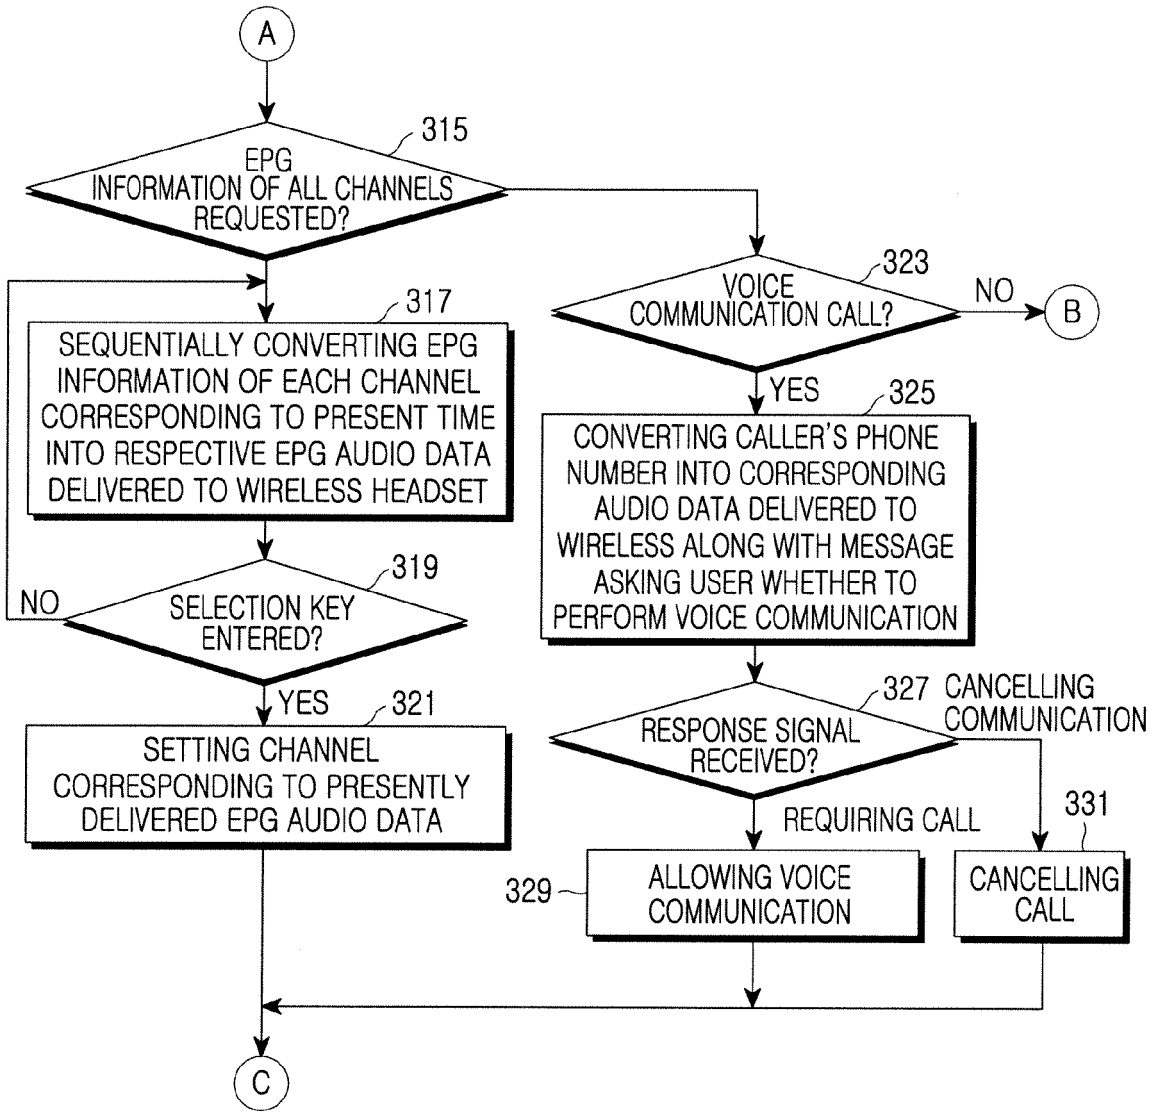 A
315
EPG
INFORMATION OF ALL CHANNELS
REQUESTED?
323
VOICE
COMMUNICATION CALL?
NO
B
317
SEQUENTIALLY CONVERTING EPG
INFORMATION OF EACH CHANNEL
CORRESPONDING TO PRESENT TIME
INTO RESPECTIVE EPG AUDIO DATA
DELIVERED TO WIRELESS HEADSET
YES
325
CONVERTING CALLER'S PHONE
NUMBER INTO CORRESPONDING
AUDIO DATA DELIVERED TO
WIRELESS ALONG WITH MESSAGE
ASKING USER WHETHER TO
PERFORM VOICE COMMUNICATION
319
NO
SELECTION KEY
ENTERED?
YES
321
SETTING CHANNEL
CORRESPONDING TO PRESENTLY
DELIVERED EPG AUDIO DATA
327
CANCELLING
COMMUNICATION
RESPONSE SIGNAL
RECEIVED?
REQUIRING CALL
331
329
ALLOWING VOICE
COMMUNICATION
CANCELLING
CALL
C